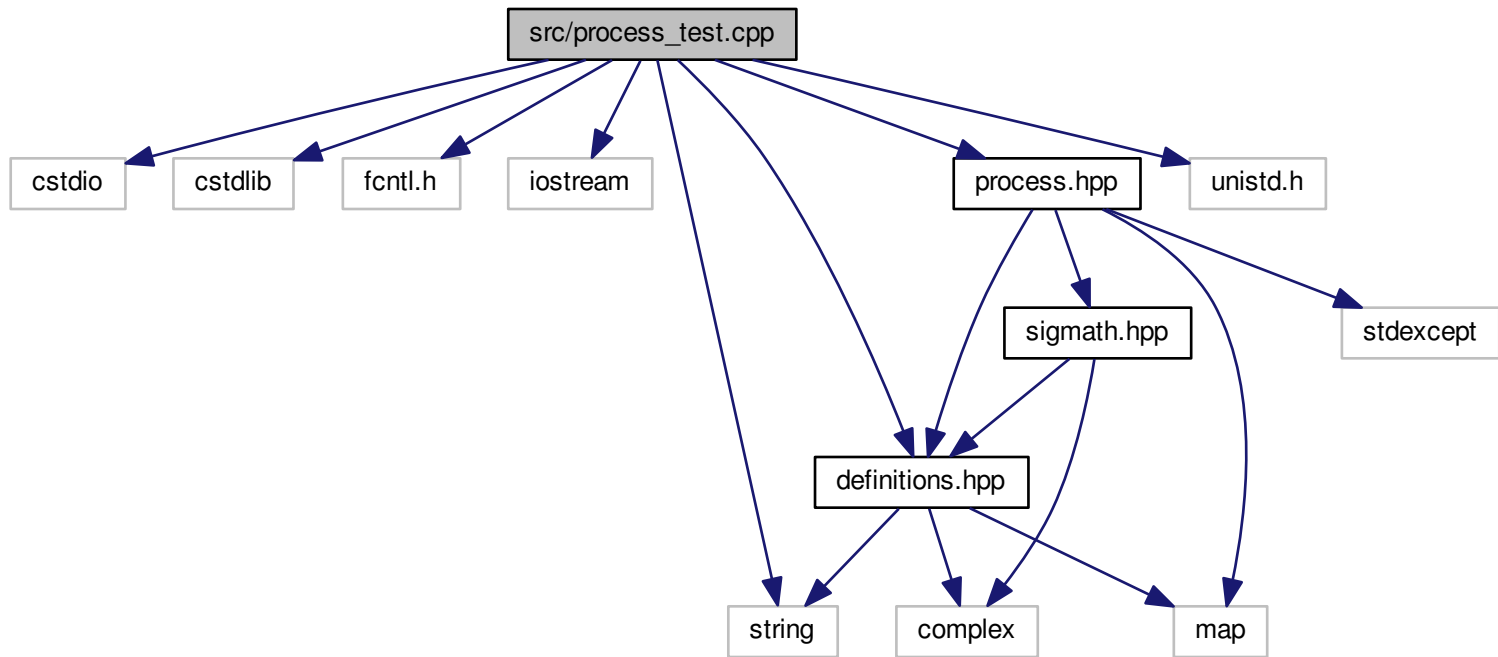 src/process_test.cpp
cstdio
cstdlib
fcntl.h
iostream
process.hpp
unistd.h
sigmath.hpp
stdexcept
definitions.hpp
string
complex
map